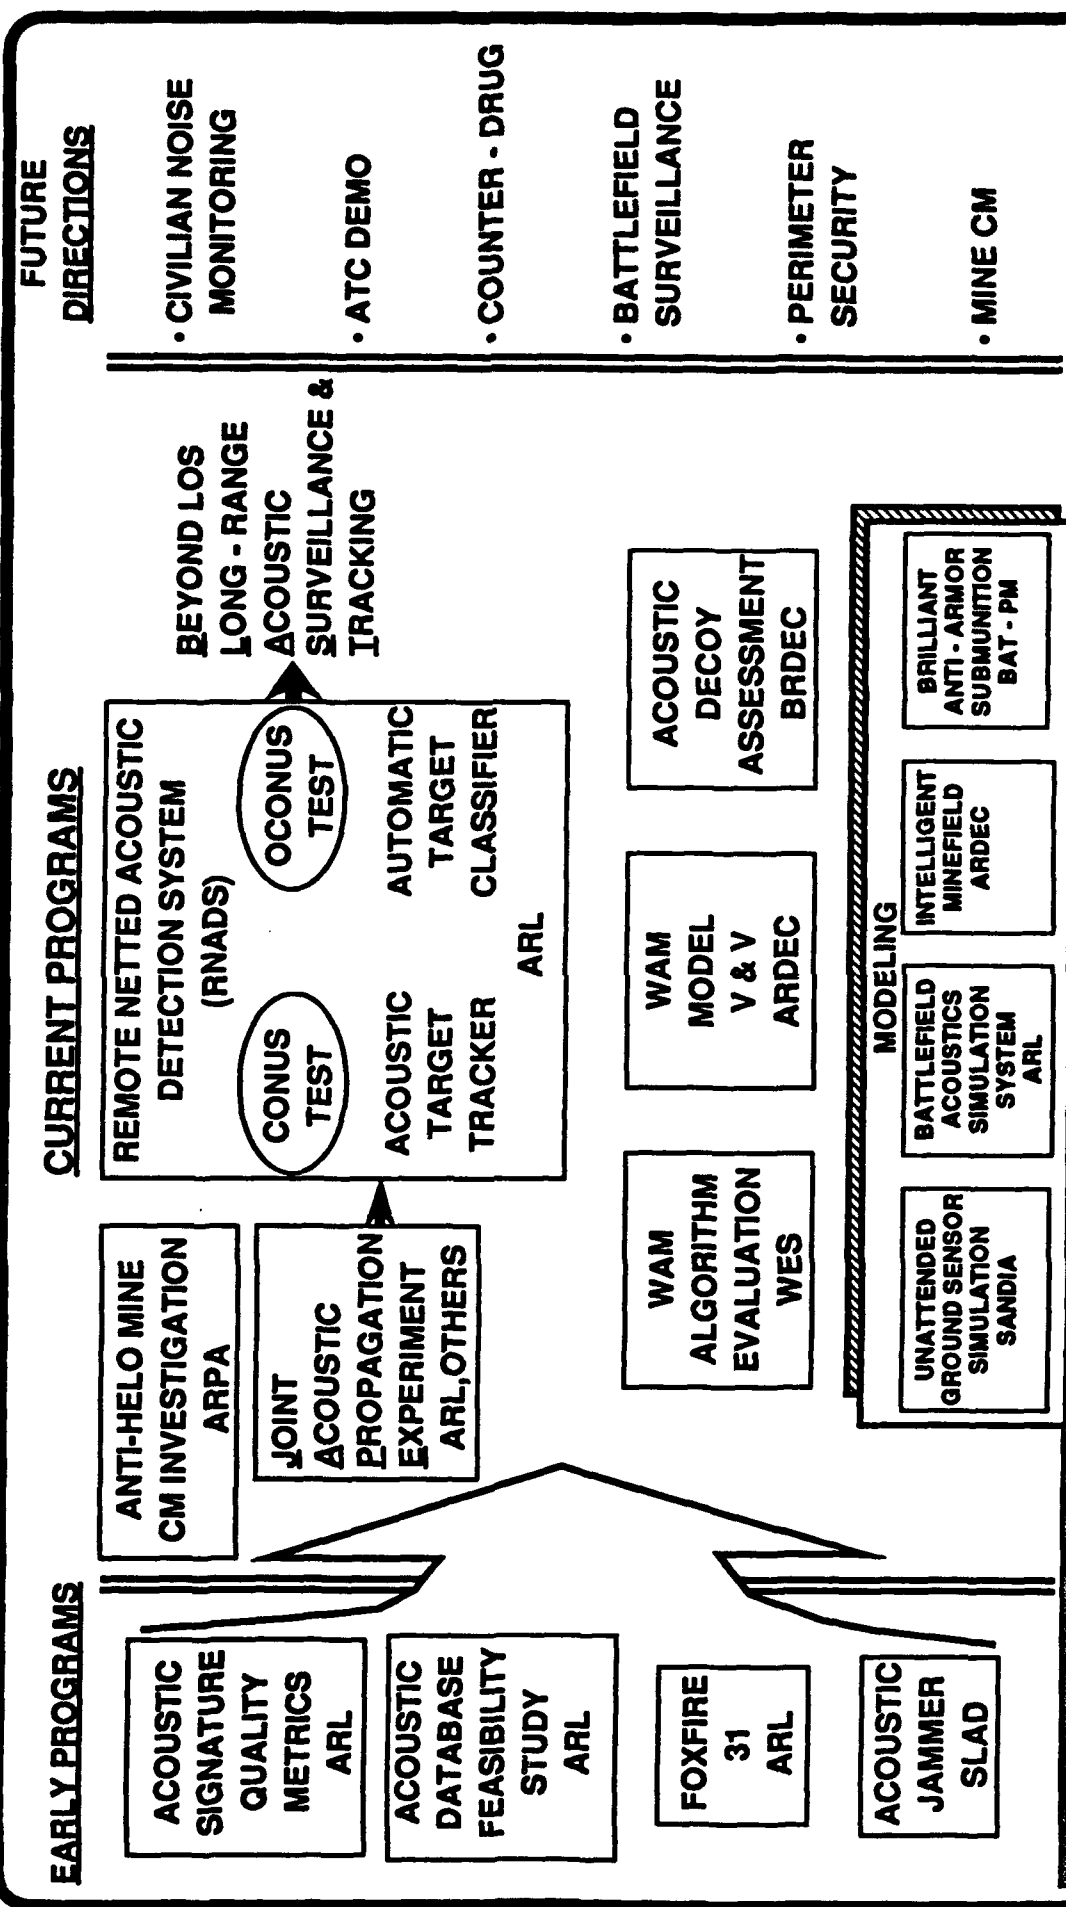 EARLY PROGRAMS
ACOUSTIC
SIGNATURE
QUALITY
METRICS
ARL
ACOUSTIC
DATABASE
FEASIBILITY
STUDY
ARL
FOXFIRE
31
ARL
ACOUSTIC
JAMMER
SLAD
CURRENT PROGRAMS
ANTI-HELO MINE
CM INVESTIGATION
ARPA
JOINT
ACOUSTIC
PROPAGATION
EXPERIMENT
ARL,OTHERS
REMOTE NETTED ACOUSTIC
DETECTION SYSTEM
(RNADS)
CONUS
TEST
OCONUS
TEST
ACOUSTIC
TARGET
TRACKER
AUTOMATIC
TARGET
CLASSIFIER
ARL
BEYOND LOS
LONG - RANGE
ACOUSTIC
SURVEILLANCE &
TRACKING
WAM
ALGORITHM
EVALUATION
WES
WAM
MODEL
V & V
ARDEC
ACOUSTIC
DECOY
ASSESSMENT
BRDEC
MODELING
UNATTENDED
GROUND SENSOR
SIMULATION
SANDIA
BATTLEFIELD
ACOUSTICS
SIMULATION
SYSTEM
ARL
INTELLIGENT
MINEFIELD
ARDEC
BRILLIANT
ANTI - ARMOR
SUBMUNITION
BAT - PM
FUTURE
DIRECTIONS
• CIVILIAN NOISE
MONITORING
• ATC DEMO
• COUNTER - DRUG
• BATTLEFIELD
SURVEILLANCE
• PERIMETER
SECURITY
• MINE CM